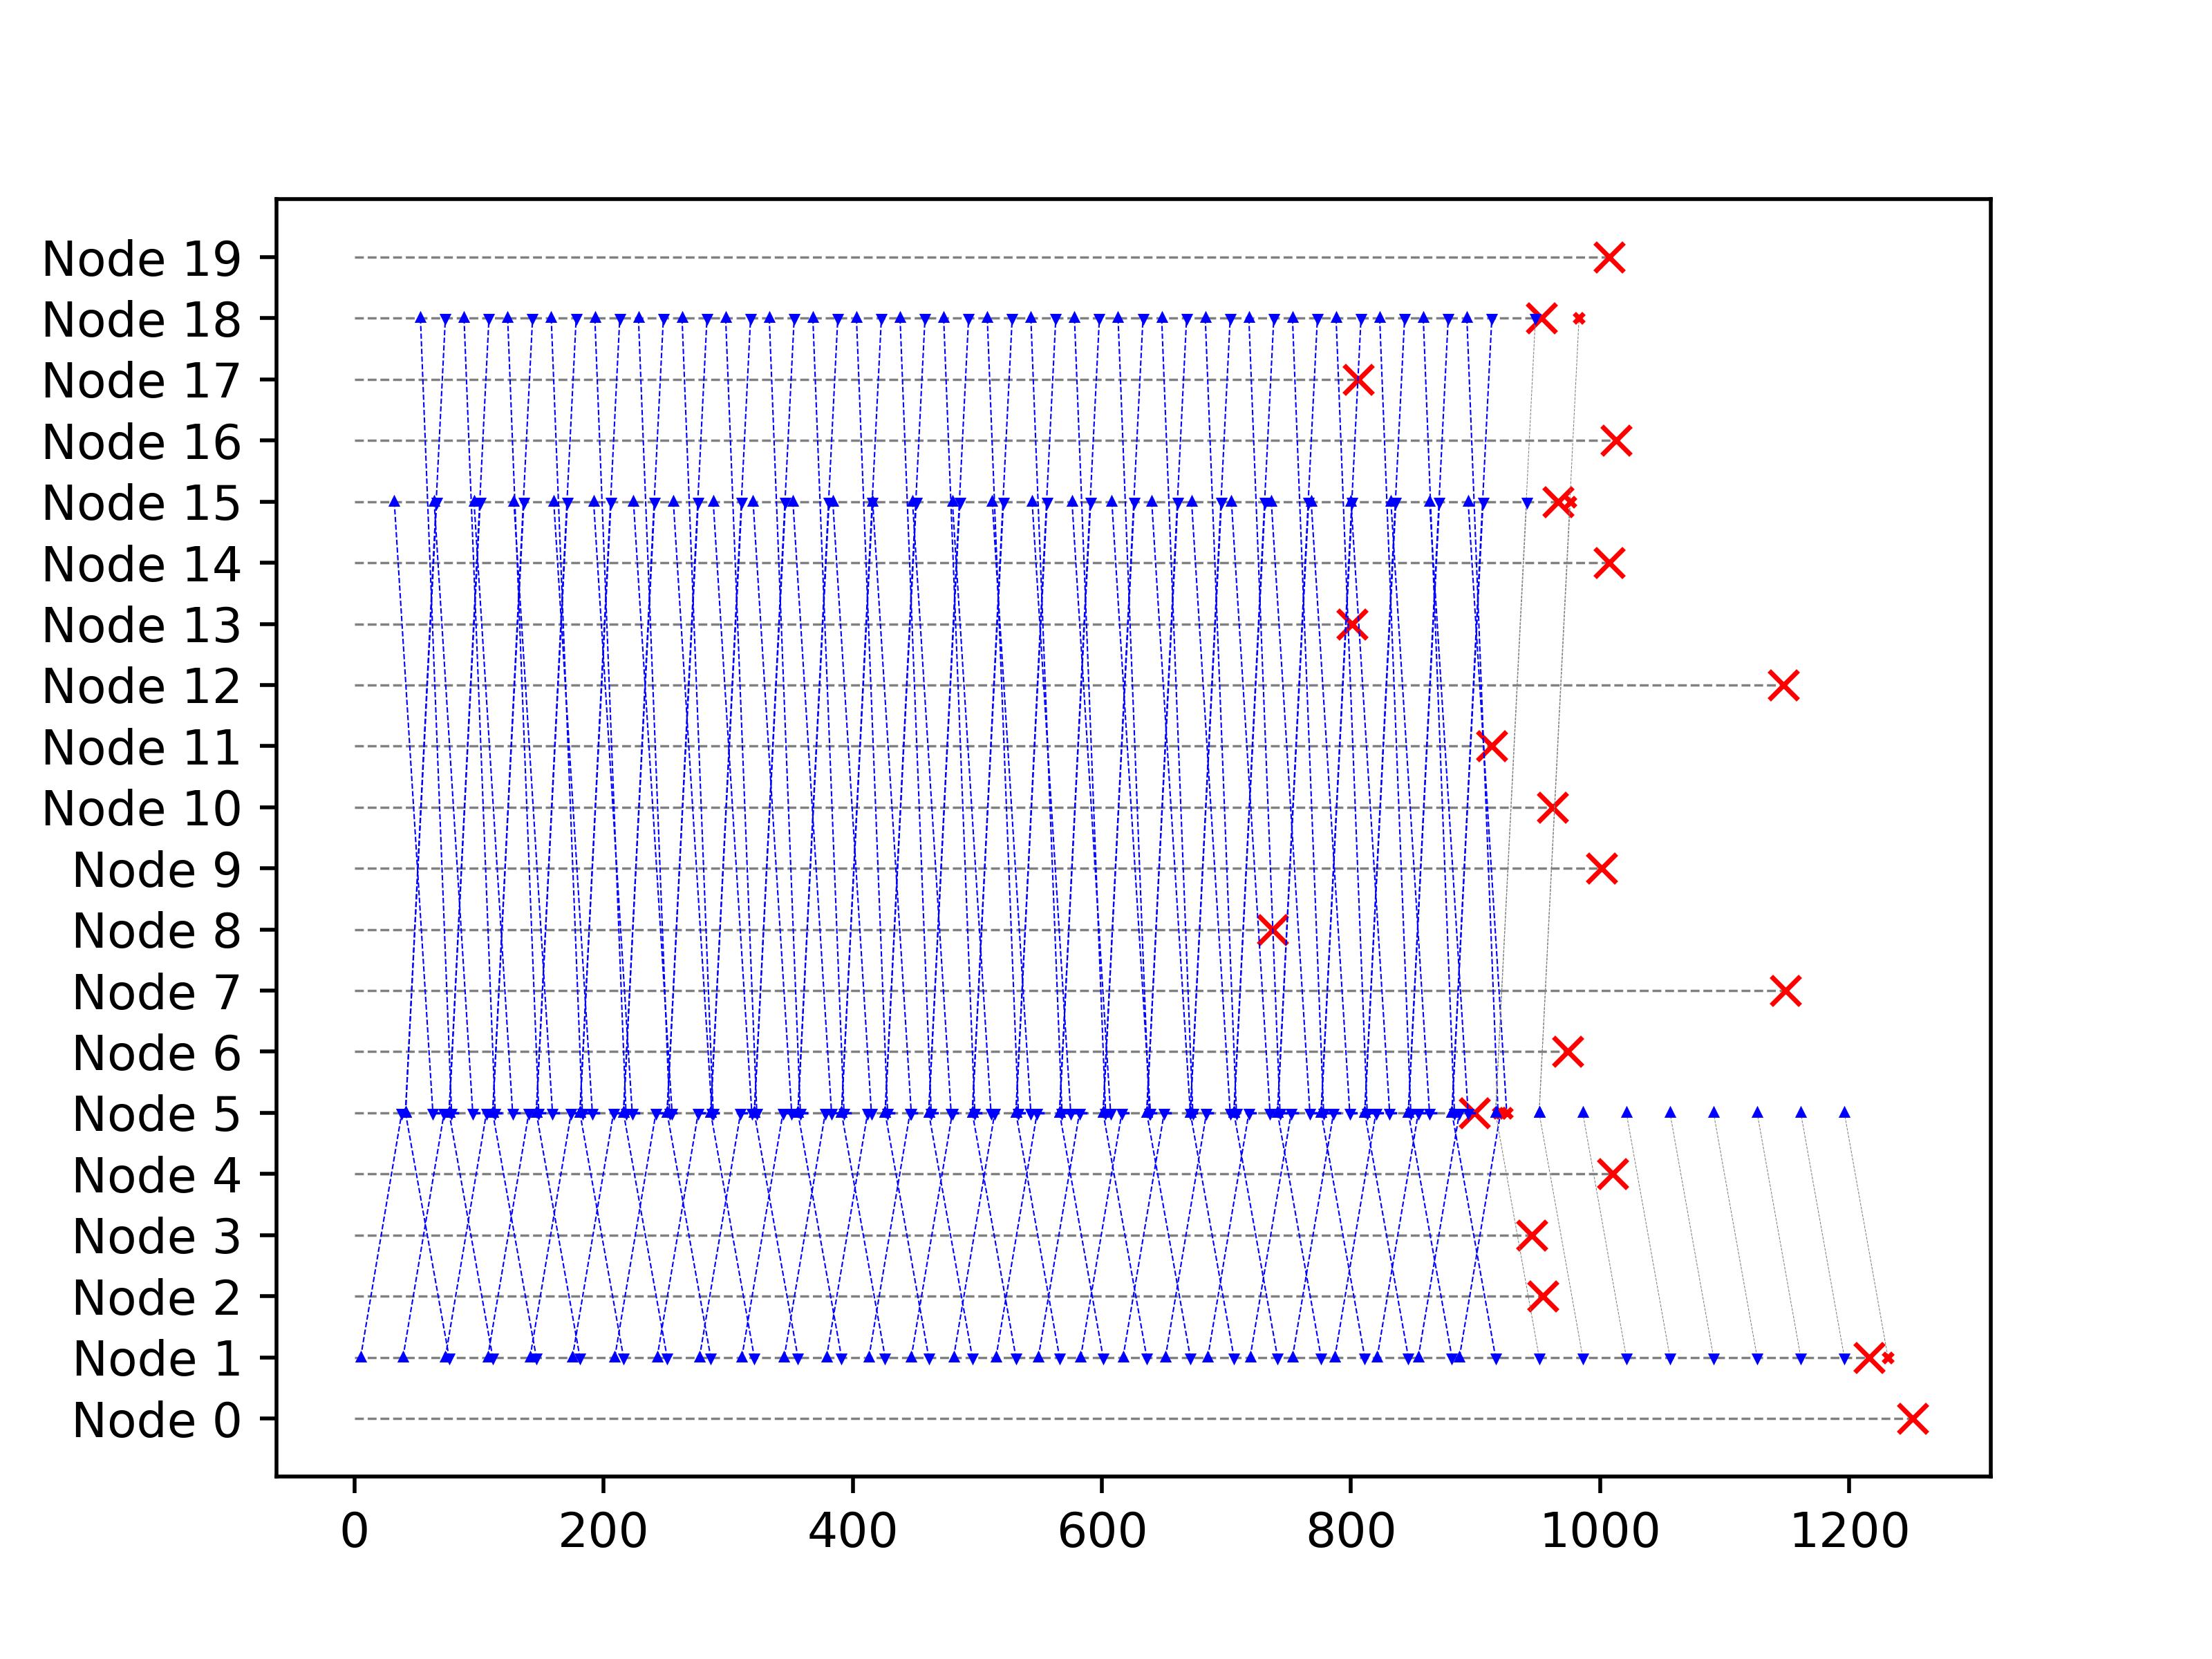 Node 19
Node 18
Node 17
Node 16
Node 15
Node 14
Node 13
Node 12
Node 11
Node 10
Node 9
Node 8
Node 7
Node 6
Node 5
Node 4
Node 3
Node 2
Node 1
Node 0
0 200 400 600 800 1000 1200